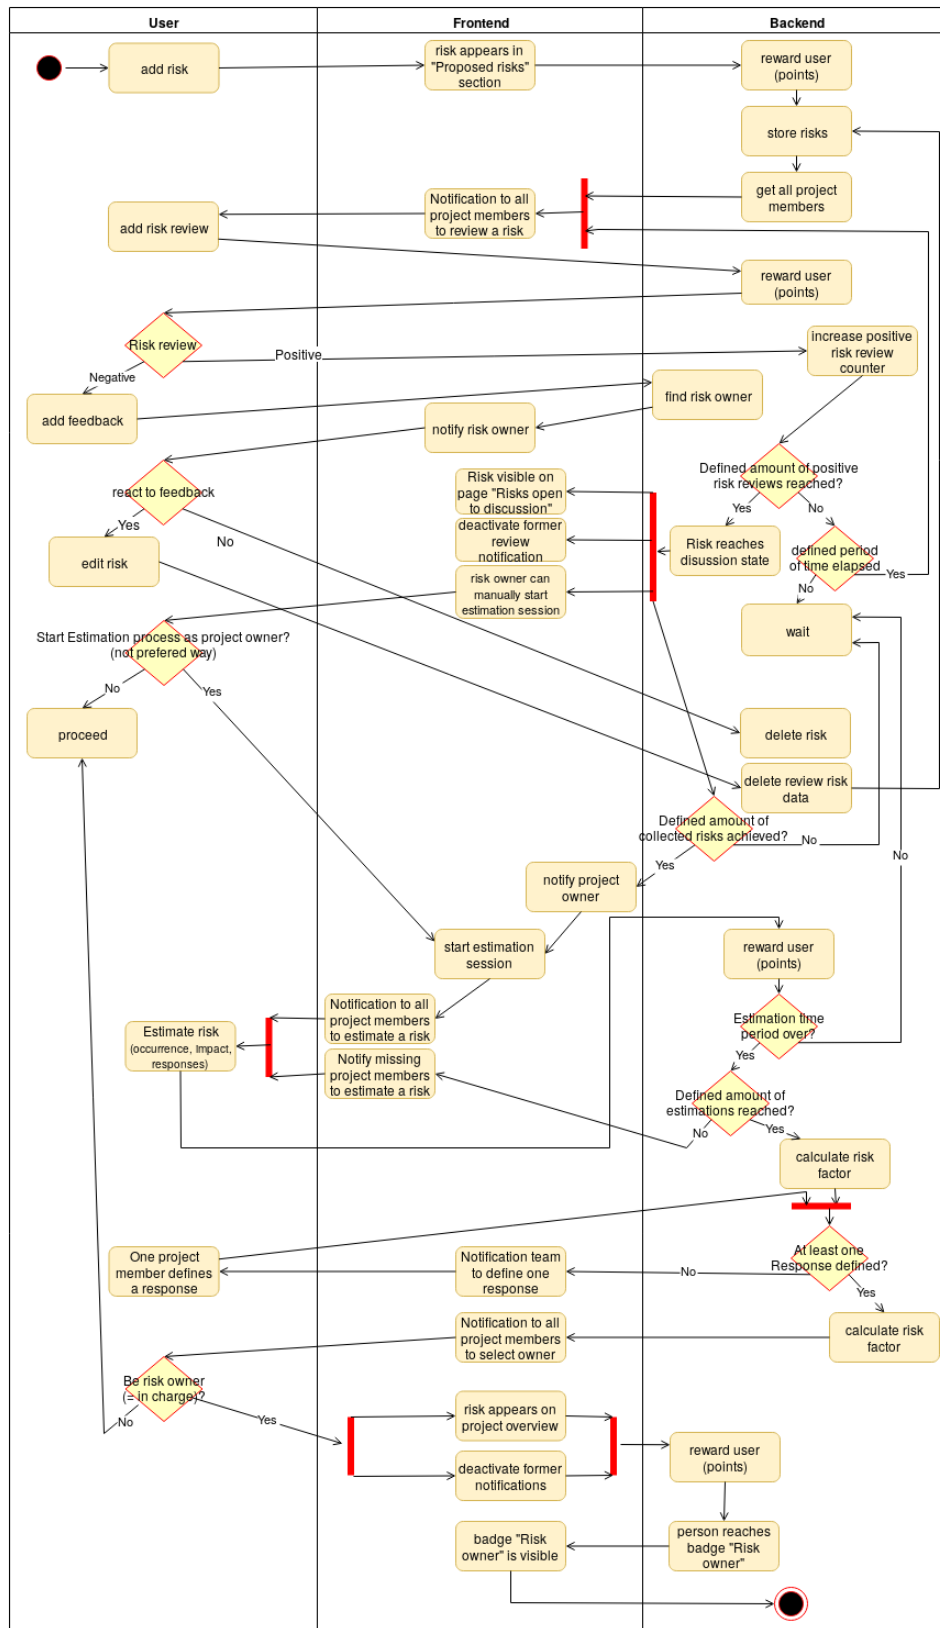 User
Frontend
Backend
add risk
risk appears in
"Proposed risks"
section
reward user
(points)
store risks
get all project
members
Notification to all
project members
to review a risk
add risk review
reward user
(points)
Risk review
Positive
Negative
increase positive
risk review
counter
add feedback
find risk owner
notify risk owner
react to feedback
Yes
No
edit risk
Risk visible on
page "Risks open
to discussion"
deactivate former
review
notification
risk owner can
manually start
estimation session
Defined amount of positive
risk reviews reached?
Yes
No
Risk reaches
disussion state
defined period
of time elapsed
Yes
No
wait
Start Estimation process as project owner?
(not prefered way)
No
Yes
proceed
delete risk
delete review risk
data
Defined amount of
collected risks achieved?
No
Yes
No
notify project
owner
start estimation
session
reward user
(points)
Notification to all
project members
to estimate a risk
Estimate risk
(occurrence, Impact,
responses)
Notify missing
project members
to estimate a risk
Estimation time
period over?
Yes
Defined amount of
estimations reached?
No
Yes
calculate risk
factor
One project
member defines
a response
Notification team
to define one
response
No
At least one
Response defined?
Yes
Notification to all
project members
to select owner
calculate risk
factor
Be risk owner
(= in charge)?
No
Yes
risk appears on
project overview
deactivate former
notifications
reward user
(points)
badge "Risk
owner" is visible
person reaches
badge "Risk
owner"